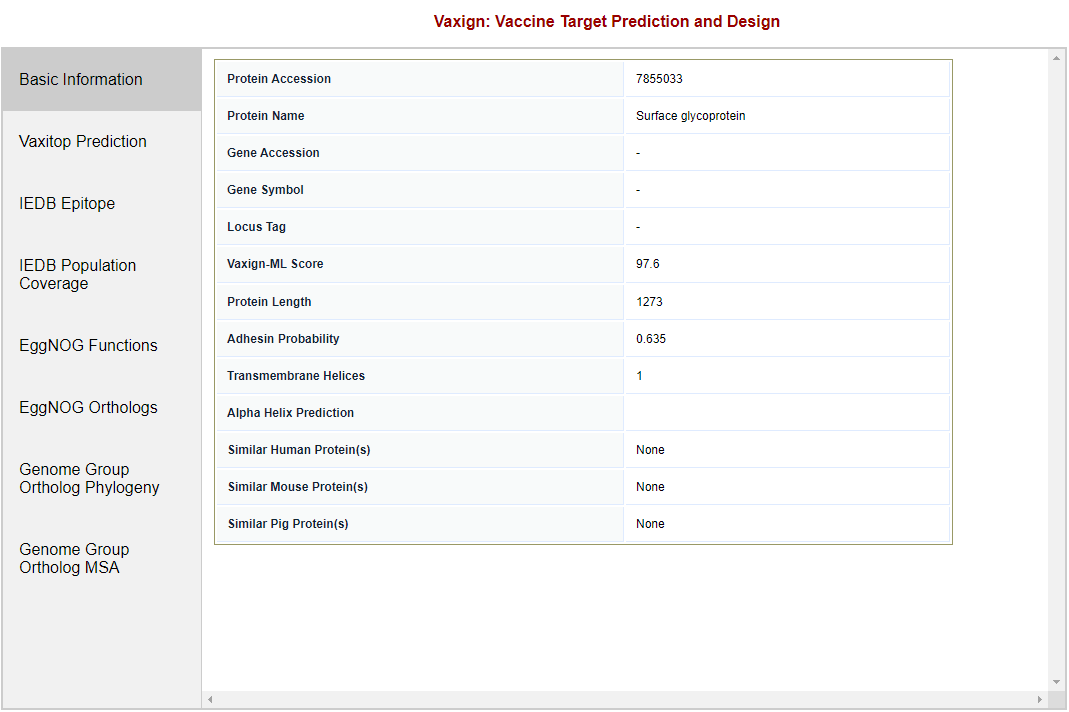 Vaxign: Vaccine Target Prediction and Design
Basic Information
Vaxitop Prediction
IEDB Epitope
IEDB Population
Coverage
EggNOG Functions
EggNOG Orthologs
Genome Group
Ortholog Phylogeny
Genome Group
Ortholog MSA
Protein Accession 7855033
Protein Name Surface glycoprotein
Gene Accession -
Gene Symbol -
Locus Tag -
Vaxign-ML Score 97.6
Protein Length 1273
Adhesin Probability 0.635
Transmembrane Helices 1
Alpha Helix Prediction
Similar Human Protein(s) None
Similar Mouse Protein(s) None
Similar Pig Protein(s) None